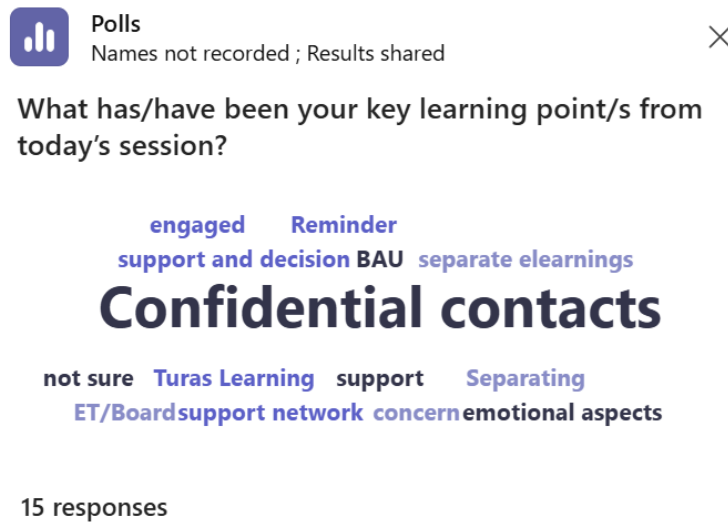 Polls
Names not recorded ; Results shared
What has/have been your key learning point/s from
today's session?
engaged Reminder
support and decision BAU separate elearnings
Confidential contacts
not sure Turas Learning support Separating
ET/Board support network concern emotional aspects
15 responses